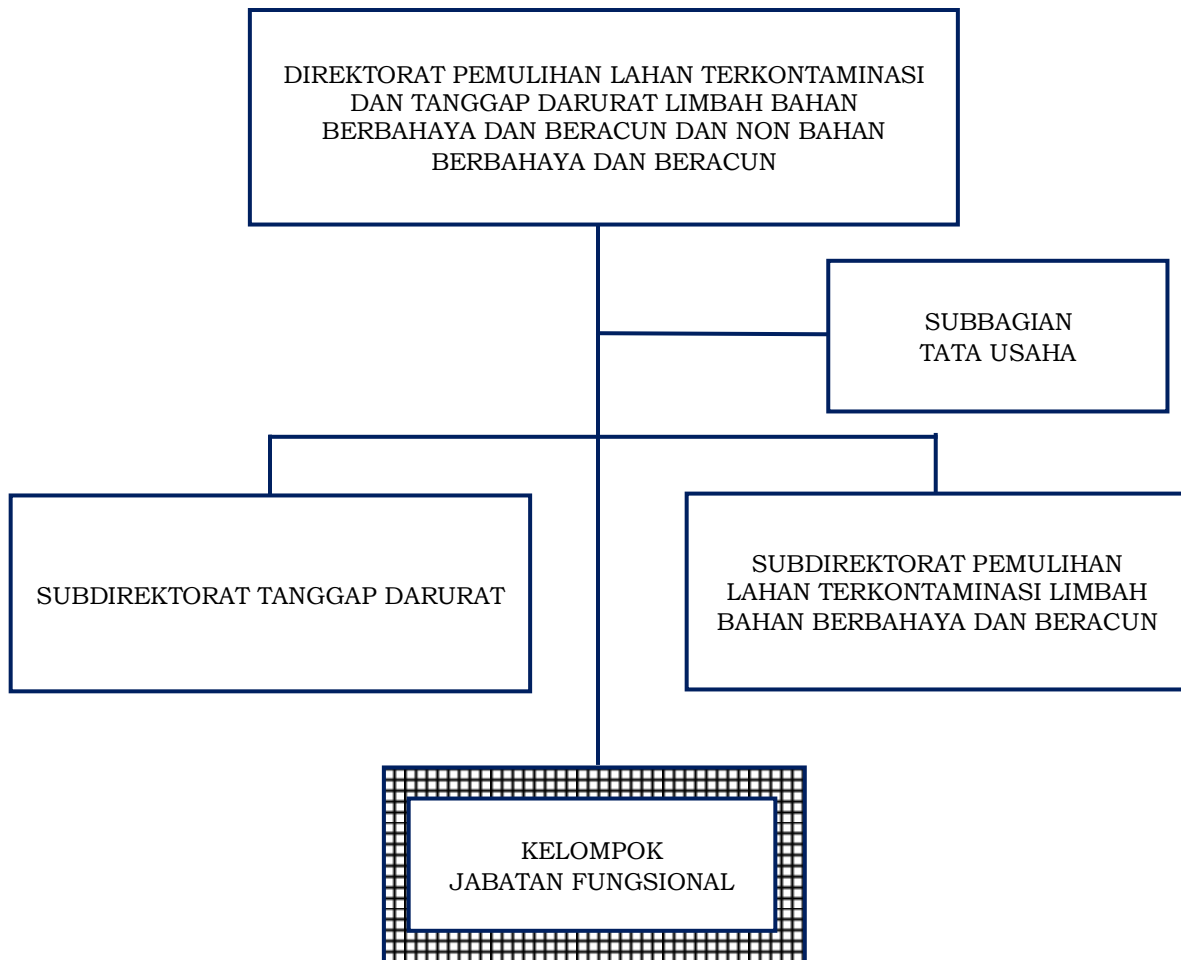 DIREKTORAT PEMULIHAN LAHAN TERKONTAMINASI
DAN TANGGAP DARURAT LIMBAH BAHAN
BERBAHAYA DAN BERACUN DAN NON BAHAN
BERBAHAYA DAN BERACUN
SUBBAGIAN
TATA USAHA
SUBDIREKTORAT TANGGAP DARURAT
SUBDIREKTORAT PEMULIHAN
LAHAN TERKONTAMINASI LIMBAH
BAHAN BERBAHAYA DAN BERACUN
KELOMPOK
JABATAN FUNGSIONAL